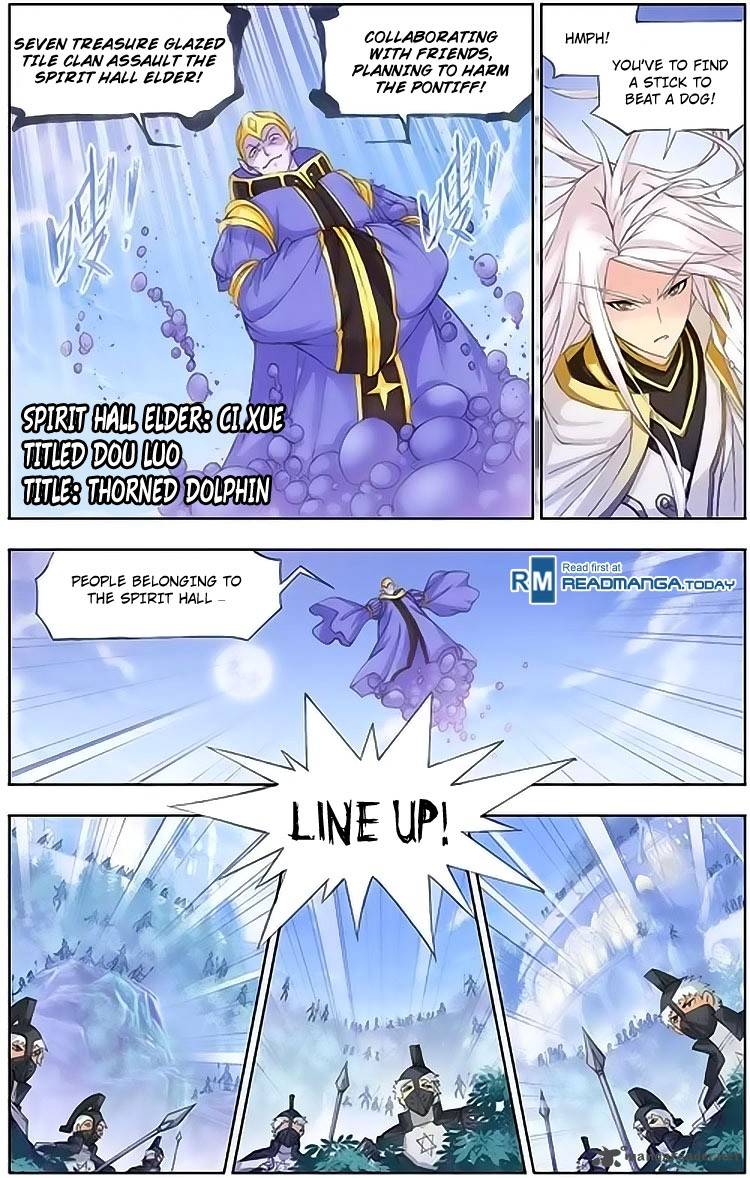 SEVEN TREASURE GLAZED
TILE CLAN ASSAULT THE
SPIRIT HALL ELDER!
COLLABORATING
WITH FRIENDS,
PLANNING TO HARM
THE PONTIFF!
HMPH!
YOU'VE TO FIND
A STICK TO
BEAT A DOG!
SPIRIT HALL ELDER: CI XUE
TITLED DOU LUO
TITLE: THORNED DOLPHIN
PEOPLE BELONGING TO
THE SPIRIT HALL –
RM
Read first at
READMANGA.TODAY
LINE UP!